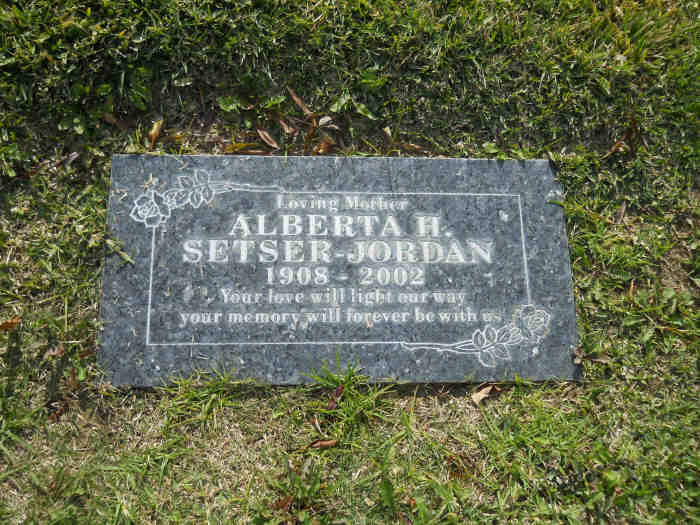 Loving Mother
ALBERTA H.
SETSER-JORDAN
1908 - 2002
Your love will light our way
your memory will forever be with us